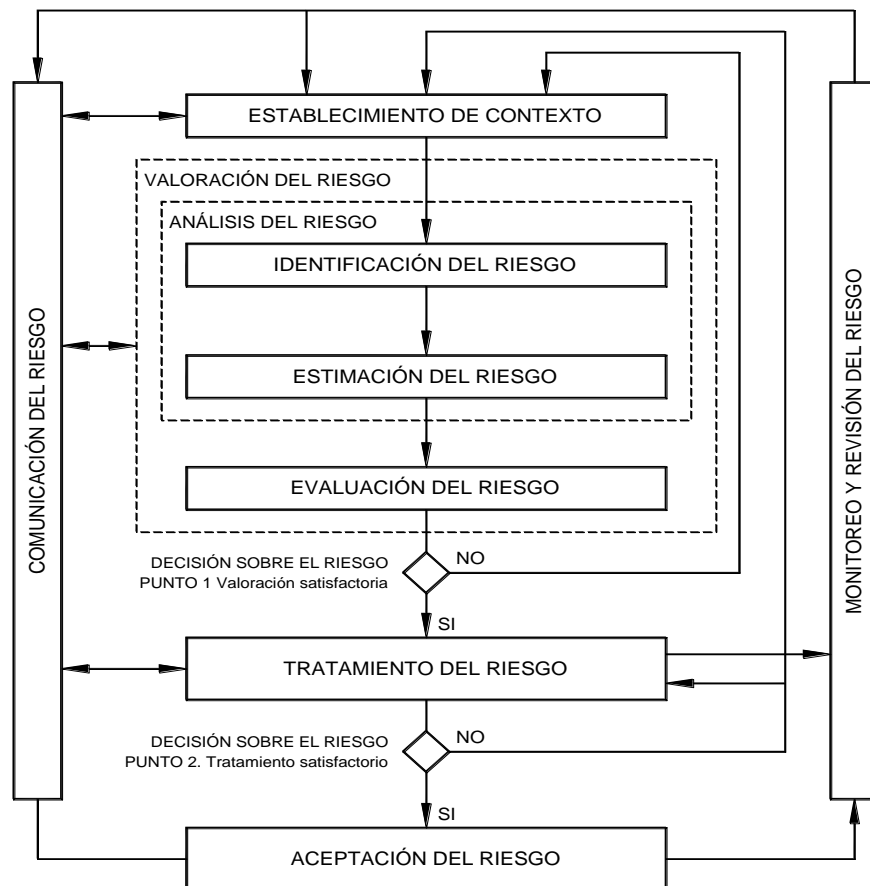 ESTABLECIMIENTO DE CONTEXTO
VALORACIÓN DEL RIESGO
ANÁLISIS DEL RIESGO
IDENTIFICACIÓN DEL RIESGO
ESTIMACIÓN DEL RIESGO
EVALUACIÓN DEL RIESGO
COMUNICACIÓN DEL RIESGO
MONITOREO Y REVISIÓN DEL RIESGO
DECISIÓN SOBRE EL RIESGO
PUNTO 1 Valoración satisfactoria
NO
SI
TRATAMIENTO DEL RIESGO
DECISIÓN SOBRE EL RIESGO
PUNTO 2. Tratamiento satisfactorio
NO
SI
ACEPTACIÓN DEL RIESGO